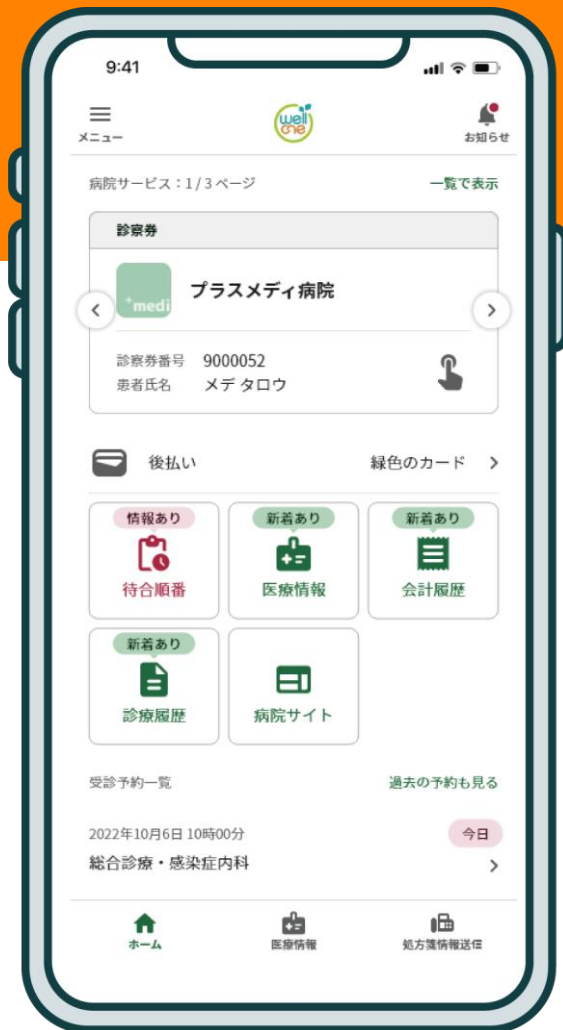 9:41
メニュー
well one
お知らせ
病院サービス：1/3ページ
一覧で表示
診察券
+medi
プラスメディ病院
診察券番号 9000052
患者氏名 メデ タロウ
後払い
緑色のカード
情報あり
待合順番
新着あり
医療情報
新着あり
会計履歴
新着あり
診療履歴
病院サイト
受診予約一覧
過去の予約も見る
2022年10月6日 10時00分
今日
総合診療・感染症内科
ホーム
医療情報
処方箋情報送信